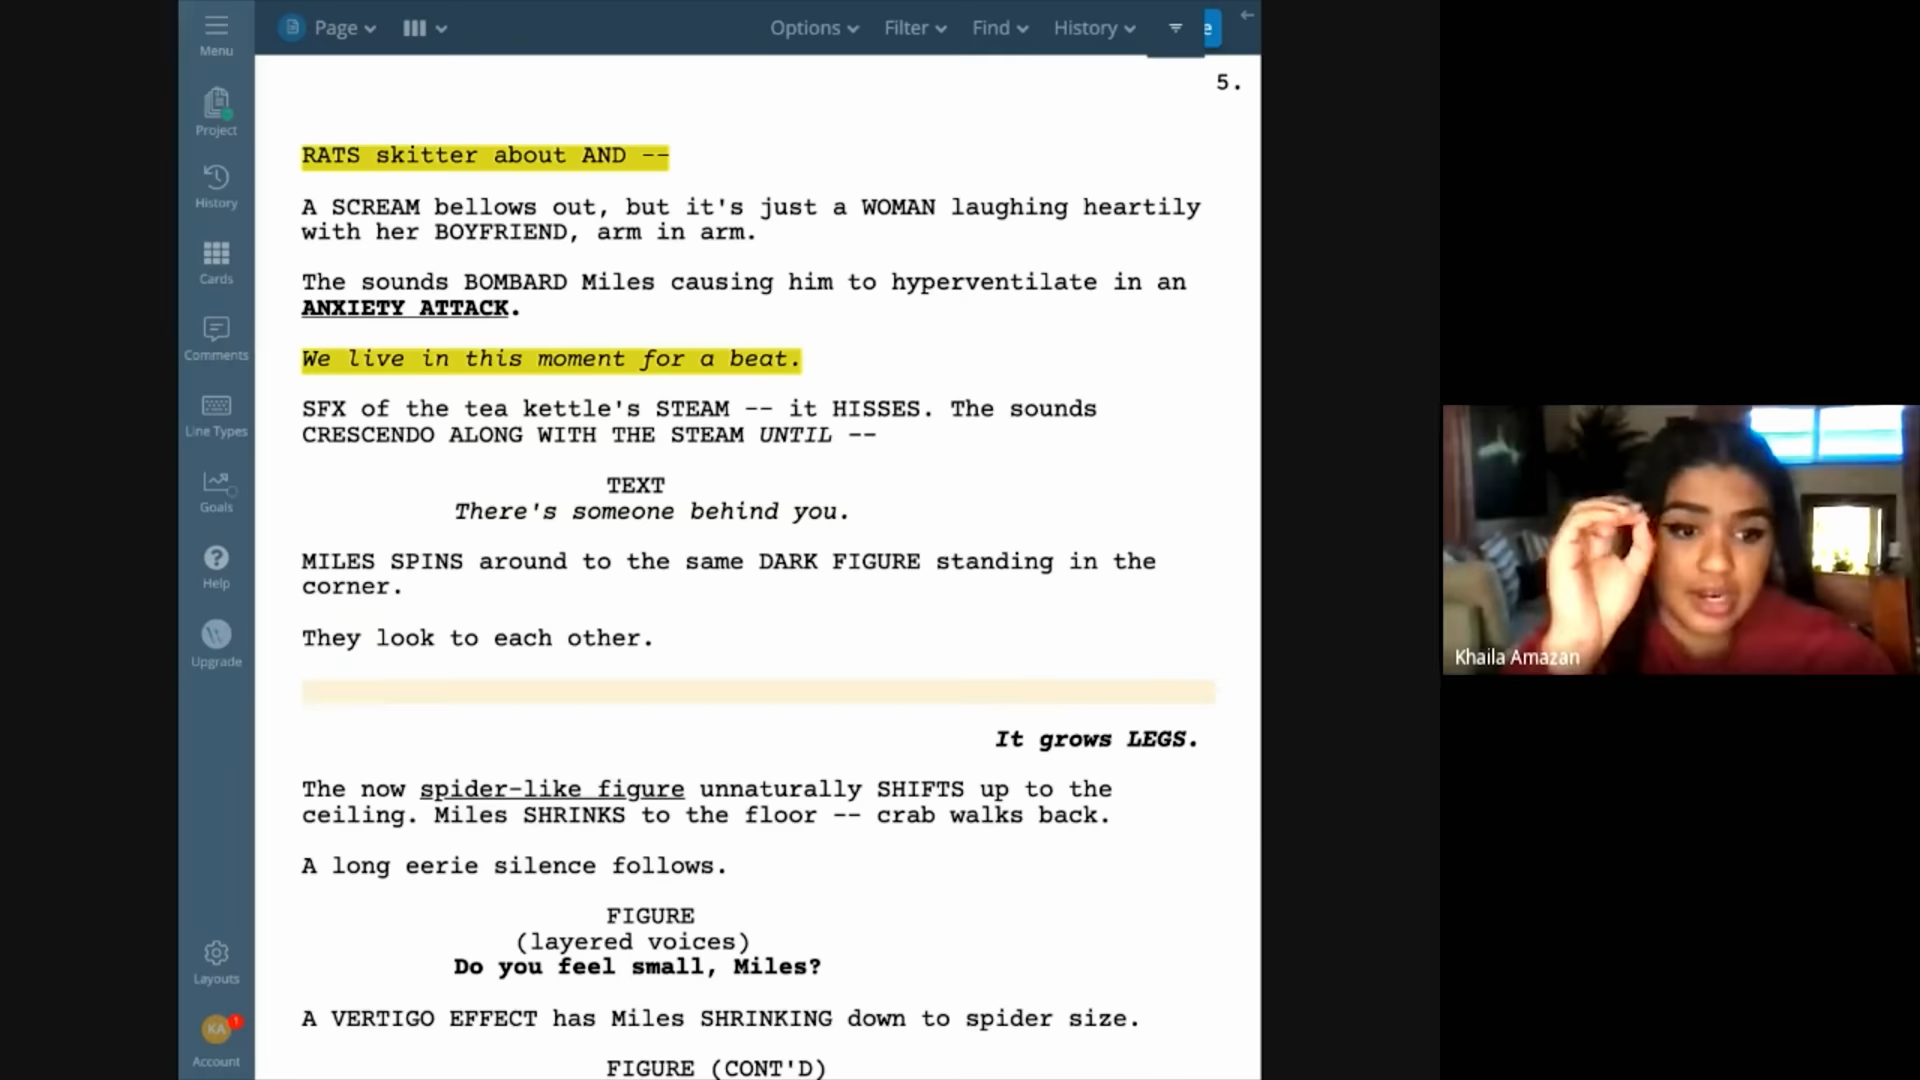 Menu
Project
History
Cards
Comments
Line Types
Goals
Help
Upgrade
Layouts
KA
1
Account
Page
Options
Filter
Find
History
e
5.
RATS skitter about AND --
A SCREAM bellows out, but it's just a WOMAN laughing heartily
with her BOYFRIEND, arm in arm.
The sounds BOMBARD Miles causing him to hyperventilate in an
ANXIETY ATTACK.
We live in this moment for a beat.
SFX of the tea kettle's STEAM -- it HISSES. The sounds
CRESCENDO ALONG WITH THE STEAM UNTIL --
TEXT
There's someone behind you.
MILES SPINS around to the same DARK FIGURE standing in the
corner.
They look to each other.
It grows LEGS.
The now spider-like figure unnaturally SHIFTS up to the
ceiling. Miles SHRINKS to the floor -- crab walks back.
A long eerie silence follows.
FIGURE
(layered voices)
Do you feel small, Miles?
A VERTIGO EFFECT has Miles SHRINKING down to spider size.
FIGURE (CONT'D)
Khaila Amazan